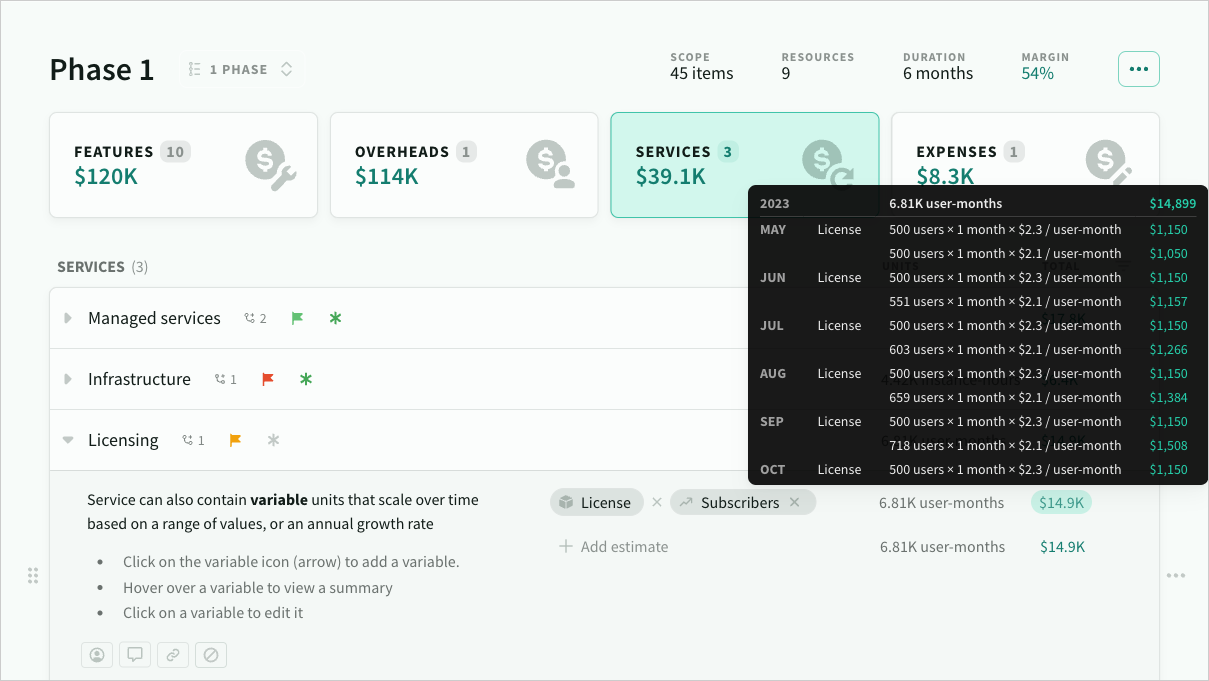 Phase 1
1 PHASE
SCOPE
45 items
RESOURCES
9
DURATION
6 months
MARGIN
54%
FEATURES 10
$120K
OVERHEADS 1
$114K
SERVICES 3
$39.1K
EXPENSES 1
$8.3K
2023 6.81K user-months $14,899
MAY License 500 users × 1 month × $2.3 / user-month $1,150
500 users × 1 month × $2.1 / user-month $1,050
JUN License 500 users × 1 month × $2.3 / user-month $1,150
551 users × 1 month × $2.1 / user-month $1,157
JUL License 500 users × 1 month × $2.3 / user-month $1,150
603 users × 1 month × $2.1 / user-month $1,266
AUG License 500 users × 1 month × $2.3 / user-month $1,150
659 users × 1 month × $2.1 / user-month $1,384
SEP License 500 users × 1 month × $2.3 / user-month $1,150
718 users × 1 month × $2.1 / user-month $1,508
OCT License 500 users × 1 month × $2.3 / user-month $1,150
SERVICES (3)
Managed services 2
Infrastructure 1
Licensing 1
Service can also contain variable units that scale over time
based on a range of values, or an annual growth rate
• Click on the variable icon (arrow) to add a variable.
• Hover over a variable to view a summary
• Click on a variable to edit it
License × Subscribers × 6.81K user-months $14.9K
+ Add estimate 6.81K user-months $14.9K